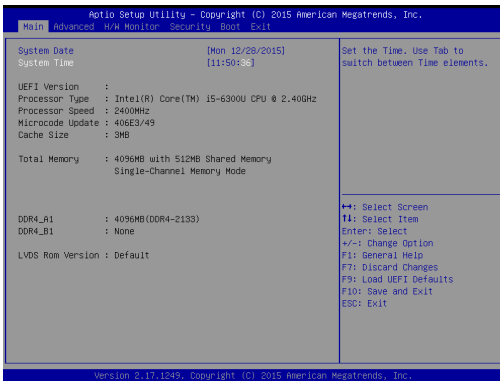 Aptio Setup Utility – Copyright (C) 2015 American Megatrends, Inc.
Main Advanced H/W Monitor Security Boot Exit
System Date [Mon 12/28/2015]
System Time [11:50:36]
UEFI Version :
Processor Type : Intel(R) Core(TM) i5-6300U CPU @ 2.40GHz
Processor Speed : 2400MHz
Microcode Update : 406E3/49
Cache Size : 3MB
Total Memory : 4096MB with 512MB Shared Memory
Single-Channel Memory Mode
DDR4_A1 : 4096MB(DDR4-2133)
DDR4_B1 : None
LVDS Rom Version : Default
Set the Time. Use Tab to
switch between Time elements.
↔: Select Screen
↑↓: Select Item
Enter: Select
+/-: Change Option
F1: General Help
F7: Discard Changes
F9: Load UEFI Defaults
F10: Save and Exit
ESC: Exit
Version 2.17.1249. Copyright (C) 2015 American Megatrends, Inc.